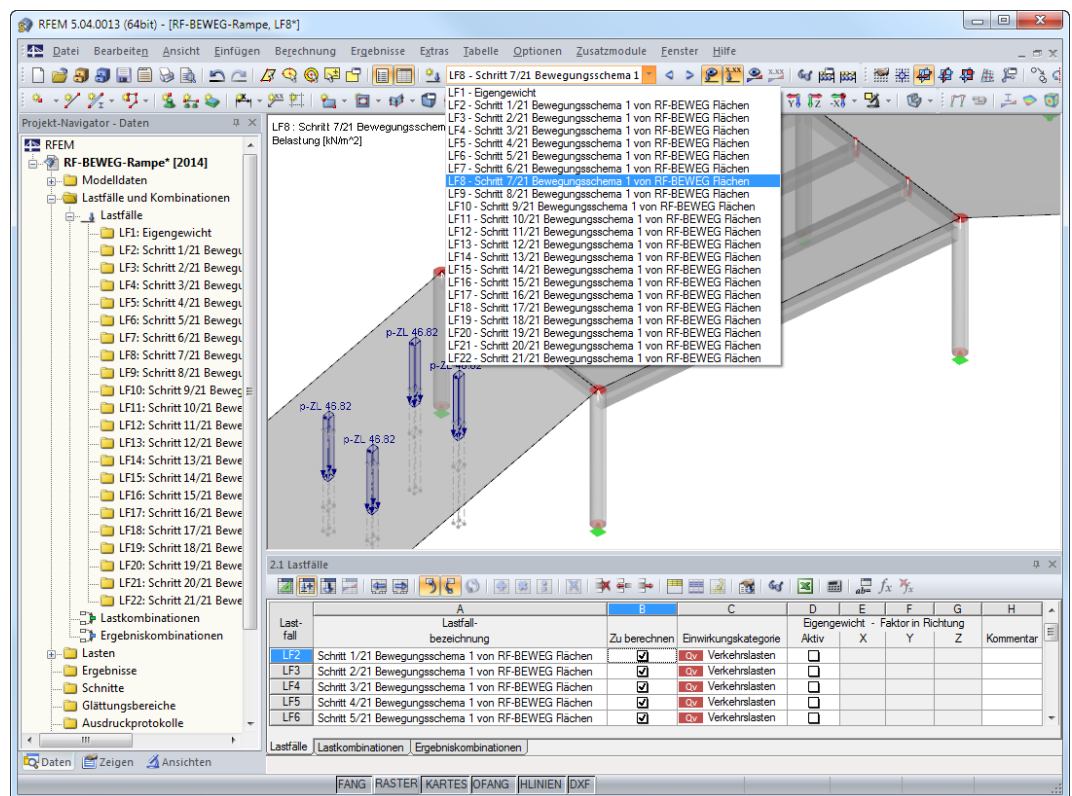 RFEM 5.04.0013 (64bit) - [RF-BEWEG-Rampe, LF8*]
Datei Bearbeiten Ansicht Einfügen Berechnung Ergebnisse Extras Tabelle Optionen Zusatzmodule Fenster Hilfe
LF8 - Schritt 7/21 Bewegungsschema 1
Projekt-Navigator - Daten
RFEM
RF-BEWEG-Rampe* [2014]
Modelldaten
Lastfälle und Kombinationen
Lastfälle
LF1: Eigengewicht
LF2: Schritt 1/21 Bewegu
LF3: Schritt 2/21 Bewegu
LF4: Schritt 3/21 Bewegu
LF5: Schritt 4/21 Bewegu
LF6: Schritt 5/21 Bewegu
LF7: Schritt 6/21 Bewegu
LF8: Schritt 7/21 Bewegu
LF9: Schritt 8/21 Bewegu
LF10: Schritt 9/21 Beweg
LF11: Schritt 10/21 Bewe
LF12: Schritt 11/21 Bewe
LF13: Schritt 12/21 Bewe
LF14: Schritt 13/21 Bewe
LF15: Schritt 14/21 Bewe
LF16: Schritt 15/21 Bewe
LF17: Schritt 16/21 Bewe
LF18: Schritt 17/21 Bewe
LF19: Schritt 18/21 Bewe
LF20: Schritt 19/21 Bewe
LF21: Schritt 20/21 Bewe
LF22: Schritt 21/21 Bewe
Lastkombinationen
Ergebniskombinationen
Lasten
Ergebnisse
Schnitte
Glättungsbereiche
Ausdruckprotokolle
Daten Zeigen Ansichten
LF8 : Schritt 7/21 Bewegungsschem
Belastung [kN/m^2]
LF1 - Eigengewicht
LF2 - Schritt 1/21 Bewegungsschema 1 von RF-BEWEG Flächen
LF3 - Schritt 2/21 Bewegungsschema 1 von RF-BEWEG Flächen
LF4 - Schritt 3/21 Bewegungsschema 1 von RF-BEWEG Flächen
LF5 - Schritt 4/21 Bewegungsschema 1 von RF-BEWEG Flächen
LF6 - Schritt 5/21 Bewegungsschema 1 von RF-BEWEG Flächen
LF7 - Schritt 6/21 Bewegungsschema 1 von RF-BEWEG Flächen
LF8 - Schritt 7/21 Bewegungsschema 1 von RF-BEWEG Flächen
LF9 - Schritt 8/21 Bewegungsschema 1 von RF-BEWEG Flächen
LF10 - Schritt 9/21 Bewegungsschema 1 von RF-BEWEG Flächen
LF11 - Schritt 10/21 Bewegungsschema 1 von RF-BEWEG Flächen
LF12 - Schritt 11/21 Bewegungsschema 1 von RF-BEWEG Flächen
LF13 - Schritt 12/21 Bewegungsschema 1 von RF-BEWEG Flächen
LF14 - Schritt 13/21 Bewegungsschema 1 von RF-BEWEG Flächen
LF15 - Schritt 14/21 Bewegungsschema 1 von RF-BEWEG Flächen
LF16 - Schritt 15/21 Bewegungsschema 1 von RF-BEWEG Flächen
LF17 - Schritt 16/21 Bewegungsschema 1 von RF-BEWEG Flächen
LF18 - Schritt 17/21 Bewegungsschema 1 von RF-BEWEG Flächen
LF19 - Schritt 18/21 Bewegungsschema 1 von RF-BEWEG Flächen
LF20 - Schritt 19/21 Bewegungsschema 1 von RF-BEWEG Flächen
LF21 - Schritt 20/21 Bewegungsschema 1 von RF-BEWEG Flächen
LF22 - Schritt 21/21 Bewegungsschema 1 von RF-BEWEG Flächen
p-ZL 46.82
p-ZL 46.82
p-ZL 46.82
p-ZL 46.82
2.1 Lastfälle
A B C D E F G H
Last- Lastfall- Eigengewicht - Faktor in Richtung
fall bezeichnung Zu berechnen Einwirkungskategorie Aktiv X Y Z Kommentar
LF2 Schritt 1/21 Bewegungsschema 1 von RF-BEWEG Flächen Qv Verkehrslasten
LF3 Schritt 2/21 Bewegungsschema 1 von RF-BEWEG Flächen Qv Verkehrslasten
LF4 Schritt 3/21 Bewegungsschema 1 von RF-BEWEG Flächen Qv Verkehrslasten
LF5 Schritt 4/21 Bewegungsschema 1 von RF-BEWEG Flächen Qv Verkehrslasten
LF6 Schritt 5/21 Bewegungsschema 1 von RF-BEWEG Flächen Qv Verkehrslasten
Lastfälle Lastkombinationen Ergebniskombinationen
FANG RASTER KARTES OFANG HLINIEN DXF